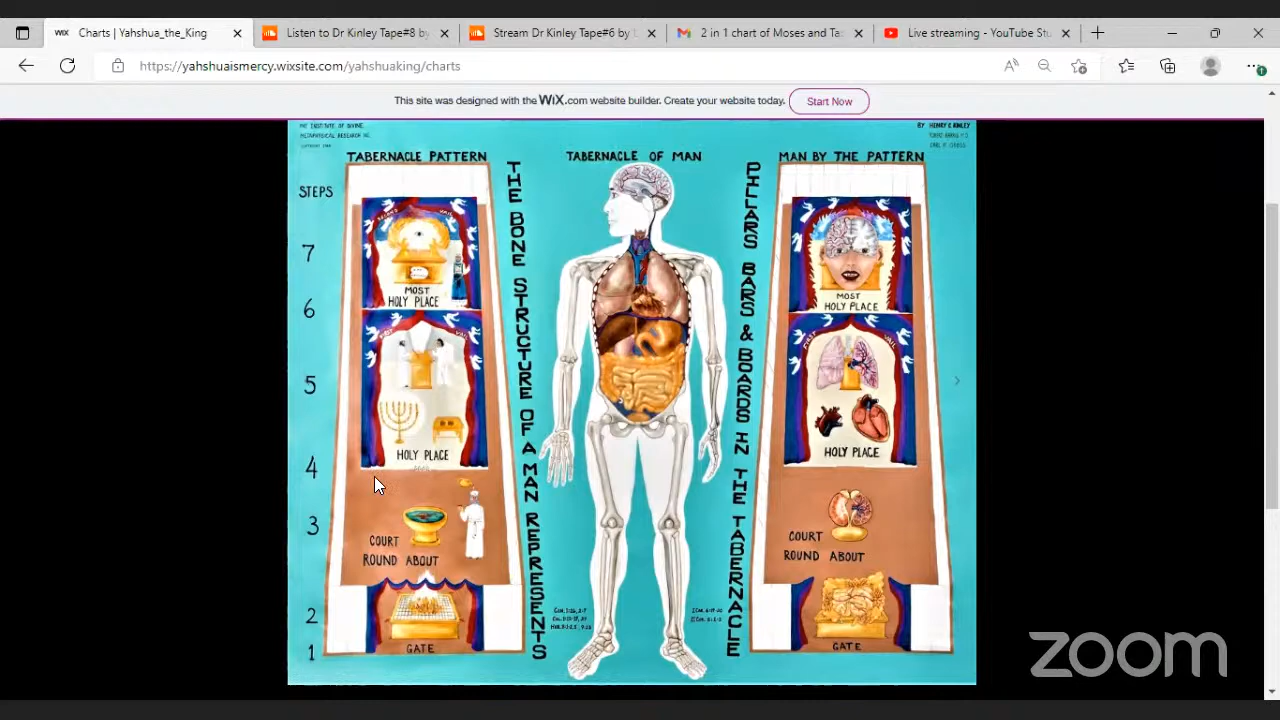 Charts | Yahshua_the_King
Listen to Dr Kinley Tape#8 by
Stream Dr Kinley Tape#6 by
2 in 1 chart of Moses and Ta
Live streaming - YouTube Stu
https://yahshuaismercy.wixsite.com/yahshuaking/charts
This site was designed with the WiX.com website builder. Create your website today.
Start Now
BY HENRY C KINLEY
TABERNACLE PATTERN
TABERNACLE OF MAN
MAN BY THE PATTERN
STEPS
7
6
5
4
3
2
1
MOST
HOLY PLACE
HOLY PLACE
COURT
ROUND ABOUT
GATE
THE BONE STRUCTURE OF A MAN REPRESENTS
PILLARS BARS & BOARDS IN THE TABERNACLE
MOST
HOLY PLACE
FIRST VAIL
HOLY PLACE
COURT
ROUND ABOUT
GATE
zoom